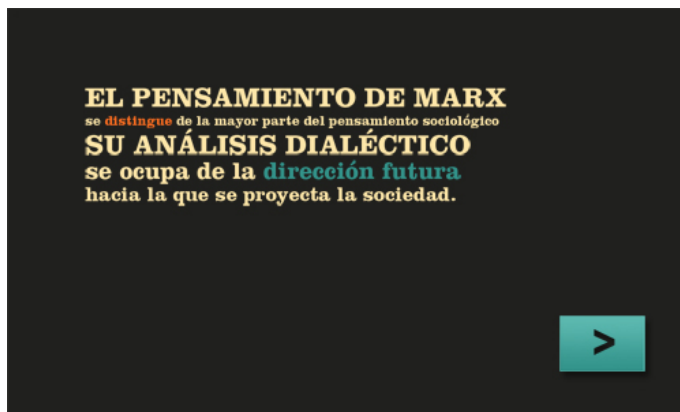 EL PENSAMIENTO DE MARX
se distingue de la mayor parte del pensamiento sociológico
SU ANÁLISIS DIALÉCTICO
se ocupa de la dirección futura
hacia la que se proyecta la sociedad.
>